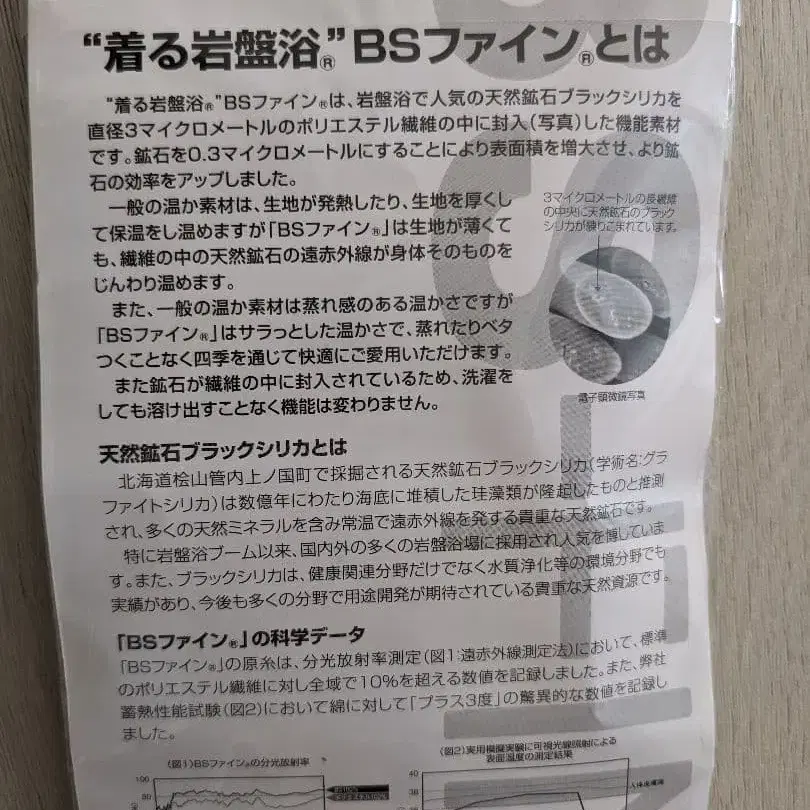 “着る岩盤浴®”BSファイン®とは
“着る岩盤浴®”BSファイン®は、岩盤浴で人気の天然鉱石ブラックシリカを
直径3マイクロメートルのポリエステル繊維の中に封入(写真)した機能素材
です。鉱石を0.3マイクロメートルにすることにより表面積を増大させ、より鉱
石の効率をアップしました。
一般の温か素材は、生地が発熱したり、生地を厚くし
て保温をし温めますが「BSファイン®」は生地が薄くて
も、繊維の中の天然鉱石の遠赤外線が身体そのものを
じんわり温めます。
また、一般の温か素材は蒸れ感のある温かさですが
「BSファイン®」はサラっとした温かさで、蒸れたりベタ
つくことなく四季を通じて快適にご愛用いただけます。
また鉱石が繊維の中に封入されているため、洗濯を
しても溶け出すことなく機能は変わりません。
3マイクロメートルの長繊維
の中央に天然鉱石のブラック
シリカが練りこまれています。
電子顕微鏡写真
天然鉱石ブラックシリカとは
北海道桧山管内上ノ国町で採掘される天然鉱石ブラックシリカ(学術名:グラ
ファイトシリカ)は数億年にわたり海底に堆積した珪藻類が隆起したものと推測
され、多くの天然ミネラルを含み常温で遠赤外線を発する貴重な天然鉱石です。
特に岩盤浴ブーム以来、国内外の多くの岩盤浴場に採用され人気を博していま
す。また、ブラックシリカは、健康関連分野だけでなく水質浄化等の環境分野でも
実績があり、今後も多くの分野で用途開発が期待されている貴重な天然資源です。
「BSファイン®」の科学データ
「BSファイン®」の原糸は、分光放射率測定(図1:遠赤外線測定法)において、標準
のポリエステル繊維に対し全域で10%を超える数値を記録しました。また、弊社
蓄熱性能試験(図2)において綿に対して「プラス3度」の驚異的な数値を記録し
ました。
(図1)BSファイン®の分光放射率
100
80
(図2)実用模擬実験に可視光線照射による
表面温度の測定結果
40